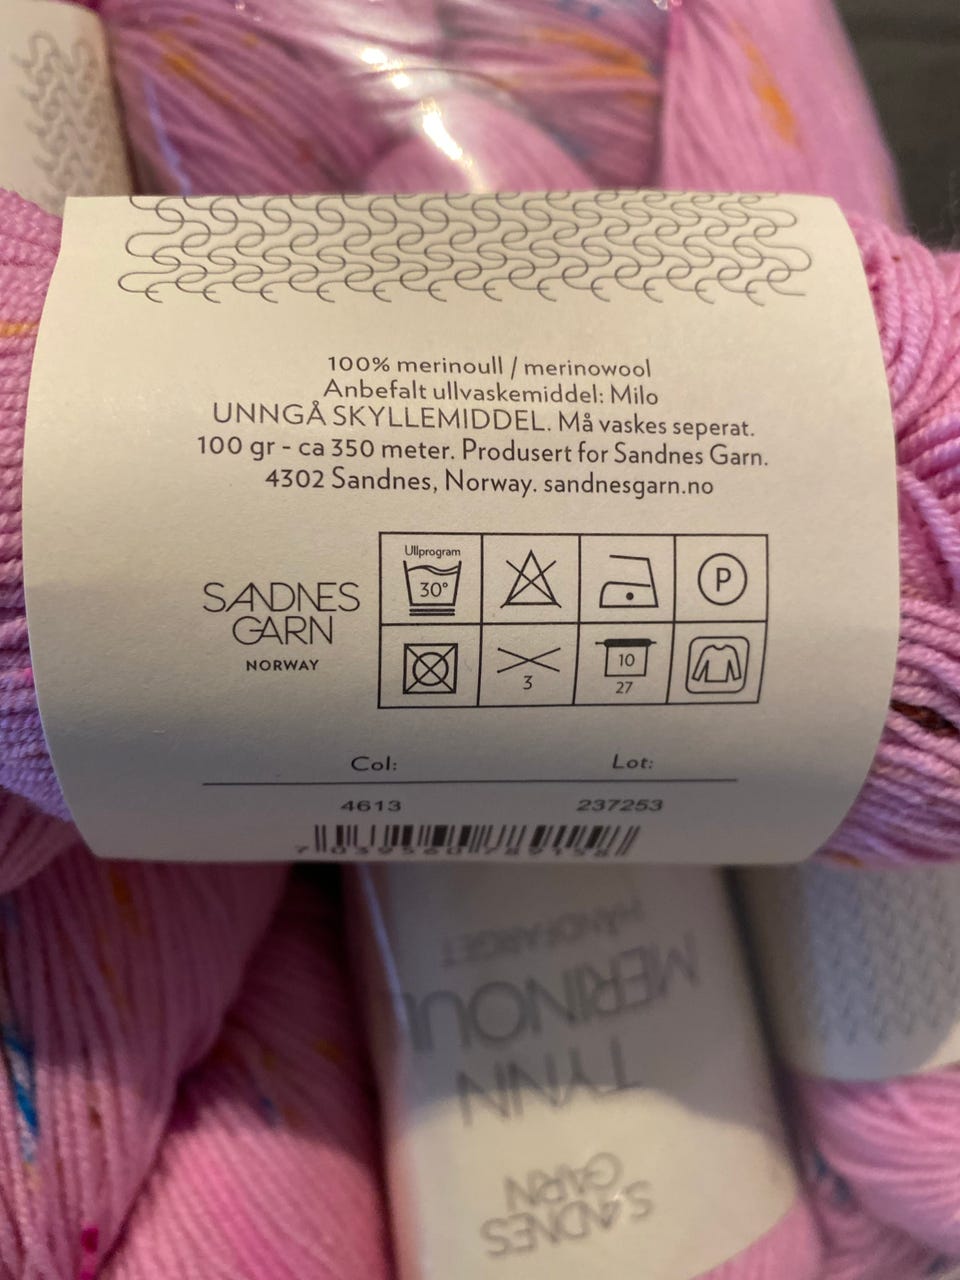 100% merinoull / merinowool
Anbefalt ullvaskemiddel: Milo
UNNGÅ SKYLLEMIDDEL. Må vaskes seperat.
100 gr - ca 350 meter. Produsert for Sandnes Garn.
4302 Sandnes, Norway. sandnesgarn.no
SANDNES
GARN
NORWAY
Ullprogram
30°
P
3
10
27
Col: Lot:
4613 237253
HÅNDFARGET
MERINOULL
TYNN
SANDNES
GARN